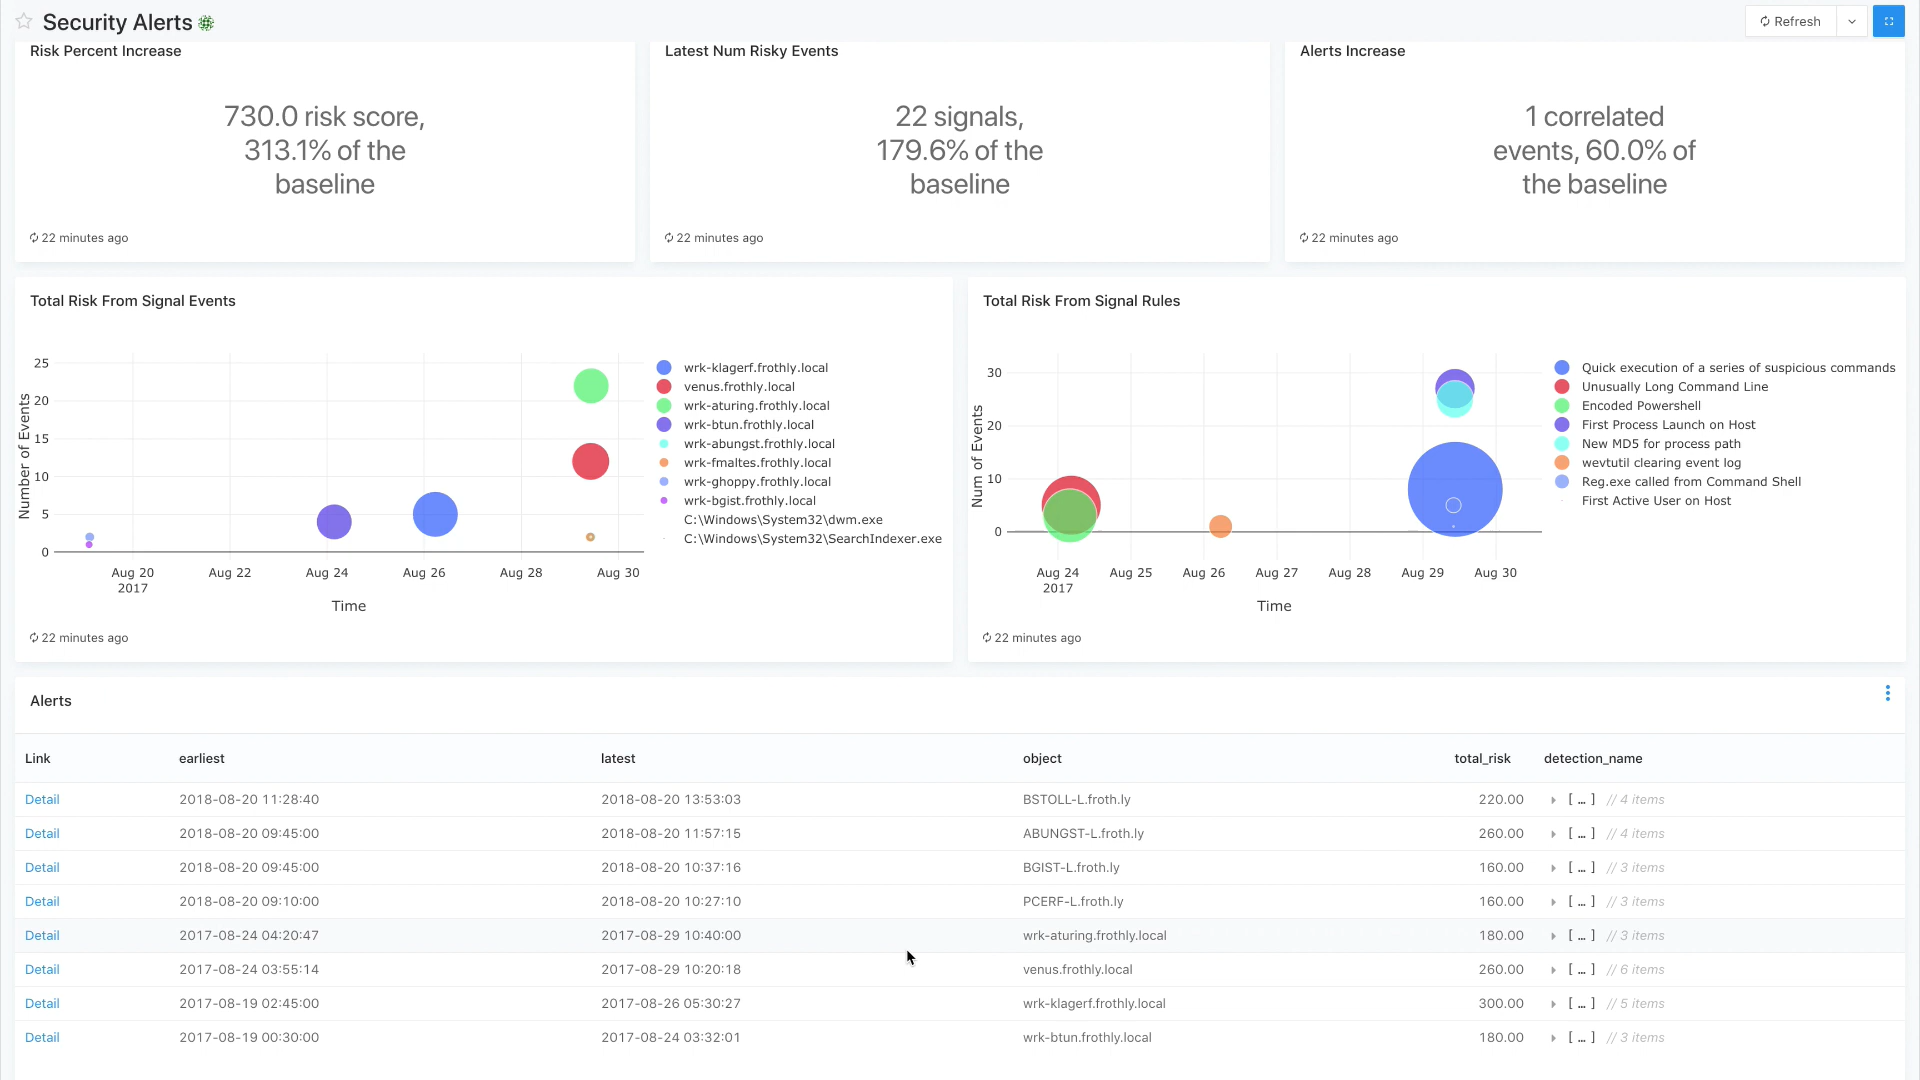 Security Alerts
Refresh
Risk Percent Increase
730.0 risk score,
313.1% of the
baseline
22 minutes ago
Latest Num Risky Events
22 signals,
179.6% of the
baseline
22 minutes ago
Alerts Increase
1 correlated
events, 60.0% of
the baseline
22 minutes ago
Total Risk From Signal Events
Number of Events
25
20
15
10
5
0
Aug 20
2017
Aug 22
Aug 24
Aug 26
Aug 28
Aug 30
Time
wrk-klagerf.frothly.local
venus.frothly.local
wrk-aturing.frothly.local
wrk-btun.frothly.local
wrk-abungst.frothly.local
wrk-fmaltes.frothly.local
wrk-ghoppy.frothly.local
wrk-bgist.frothly.local
C:\Windows\System32\dwm.exe
C:\Windows\System32\SearchIndexer.exe
22 minutes ago
Total Risk From Signal Rules
Num of Events
30
20
10
0
Aug 24
2017
Aug 25
Aug 26
Aug 27
Aug 28
Aug 29
Aug 30
Time
Quick execution of a series of suspicious commands
Unusually Long Command Line
Encoded Powershell
First Process Launch on Host
New MD5 for process path
wevtutil clearing event log
Reg.exe called from Command Shell
First Active User on Host
22 minutes ago
Alerts
Link earliest latest object total_risk detection_name
Detail 2018-08-20 11:28:40 2018-08-20 13:53:03 BSTOLL-L.froth.ly 220.00 [ … ] // 4 items
Detail 2018-08-20 09:45:00 2018-08-20 11:57:15 ABUNGST-L.froth.ly 260.00 [ … ] // 4 items
Detail 2018-08-20 09:45:00 2018-08-20 10:37:16 BGIST-L.froth.ly 160.00 [ … ] // 3 items
Detail 2018-08-20 09:10:00 2018-08-20 10:27:10 PCERF-L.froth.ly 160.00 [ … ] // 3 items
Detail 2017-08-24 04:20:47 2017-08-29 10:40:00 wrk-aturing.frothly.local 180.00 [ … ] // 3 items
Detail 2017-08-24 03:55:14 2017-08-29 10:20:18 venus.frothly.local 260.00 [ … ] // 6 items
Detail 2017-08-19 02:45:00 2017-08-26 05:30:27 wrk-klagerf.frothly.local 300.00 [ … ] // 5 items
Detail 2017-08-19 00:30:00 2017-08-24 03:32:01 wrk-btun.frothly.local 180.00 [ … ] // 3 items